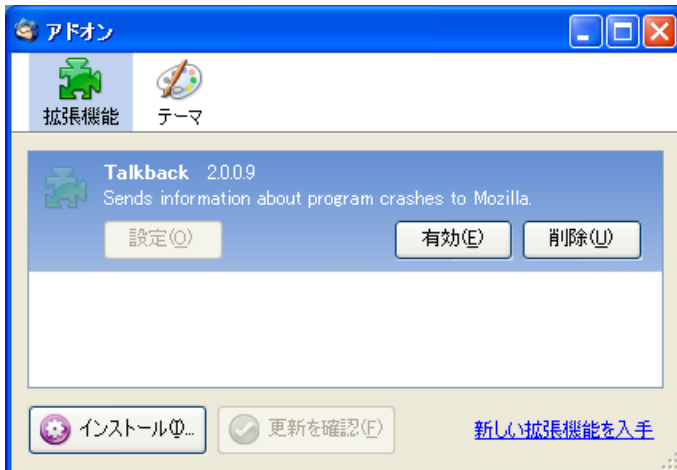 アドオン
拡張機能 テーマ
Talkback 2.0.0.9
Sends information about program crashes to Mozilla.
設定(O) 有効(E) 削除(U)
インストール(I)... 更新を確認(F) 新しい拡張機能を入手